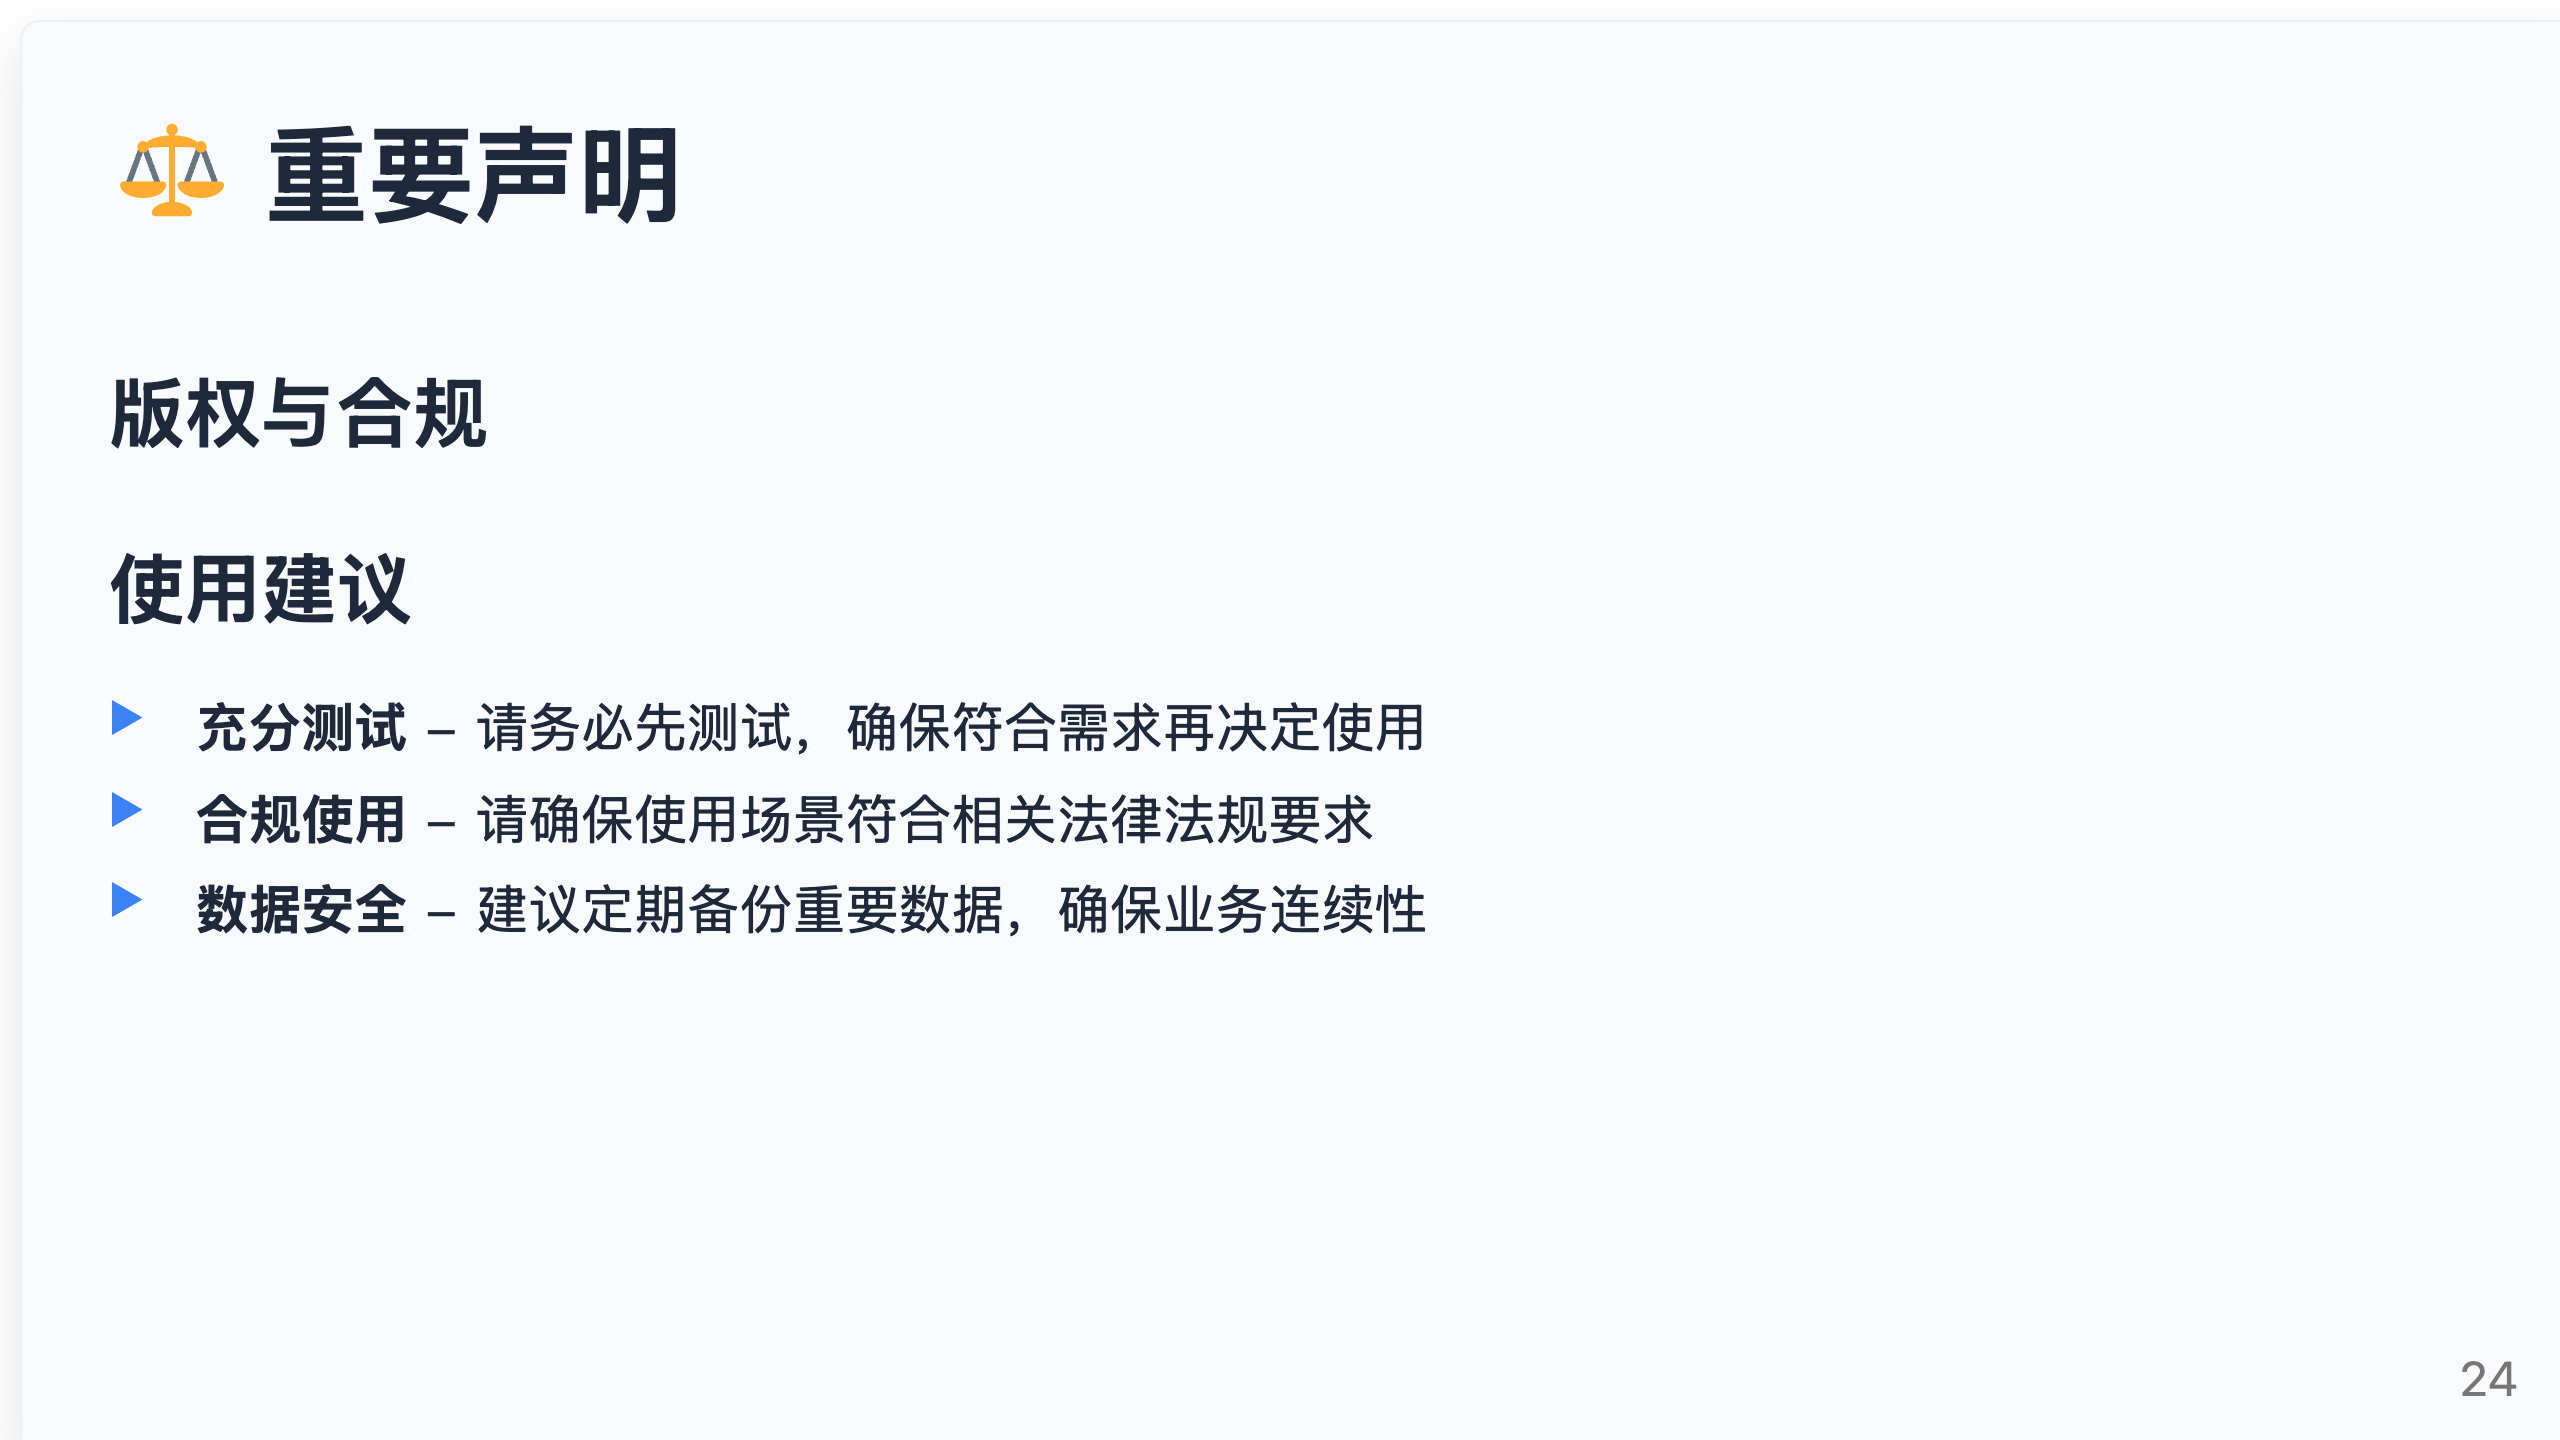 ⚖️ 重要声明
版权与合规
使用建议
▶ 充分测试 – 请务必先测试，确保符合需求再决定使用
▶ 合规使用 – 请确保使用场景符合相关法律法规要求
▶ 数据安全 – 建议定期备份重要数据，确保业务连续性
24